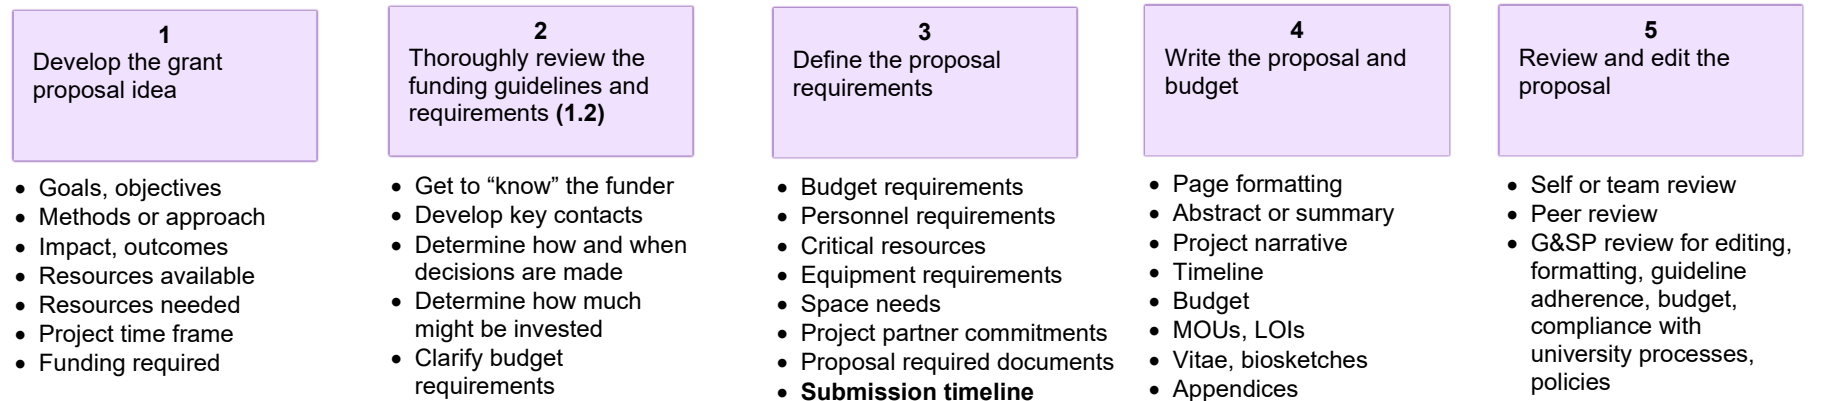 1
Develop the grant
proposal idea
• Goals, objectives
• Methods or approach
• Impact, outcomes
• Resources available
• Resources needed
• Project time frame
• Funding required
2
Thoroughly review the
funding guidelines and
requirements (1.2)
• Get to “know” the funder
• Develop key contacts
• Determine how and when
decisions are made
• Determine how much
might be invested
• Clarify budget
requirements
3
Define the proposal
requirements
• Budget requirements
• Personnel requirements
• Critical resources
• Equipment requirements
• Space needs
• Project partner commitments
• Proposal required documents
• Submission timeline
4
Write the proposal and
budget
• Page formatting
• Abstract or summary
• Project narrative
• Timeline
• Budget
• MOUs, LOIs
• Vitae, biosketches
• Appendices
5
Review and edit the
proposal
• Self or team review
• Peer review
• G&SP review for editing,
formatting, guideline
adherence, budget,
compliance with
university processes,
policies